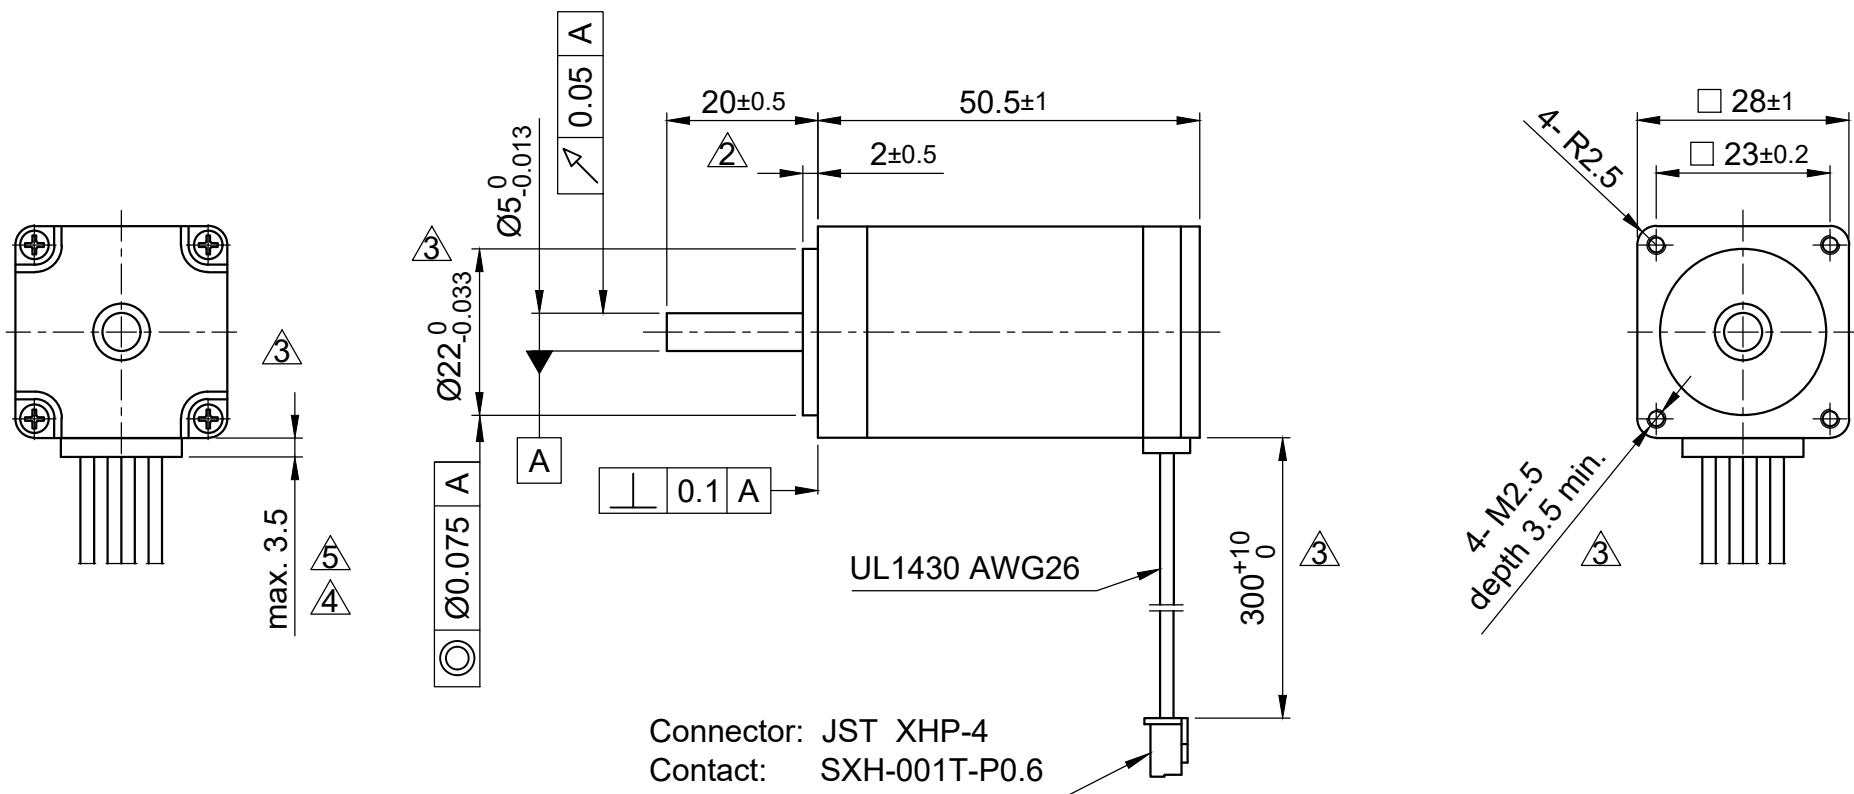 0.05 A
20±0.5
50.5±1
□ 28±1
2
2±0.5
□ 23±0.2
4- R2.5
Ø5 0 -0.013
3
Ø22 0 -0.033
3
A
⊥ 0.1 A
◎ Ø0.075 A
max. 3.5
5
4
UL1430 AWG26
300 +10 0
3
4- M2.5
depth 3.5 min.
3
Connector: JST XHP-4
Contact: SXH-001T-P0.6